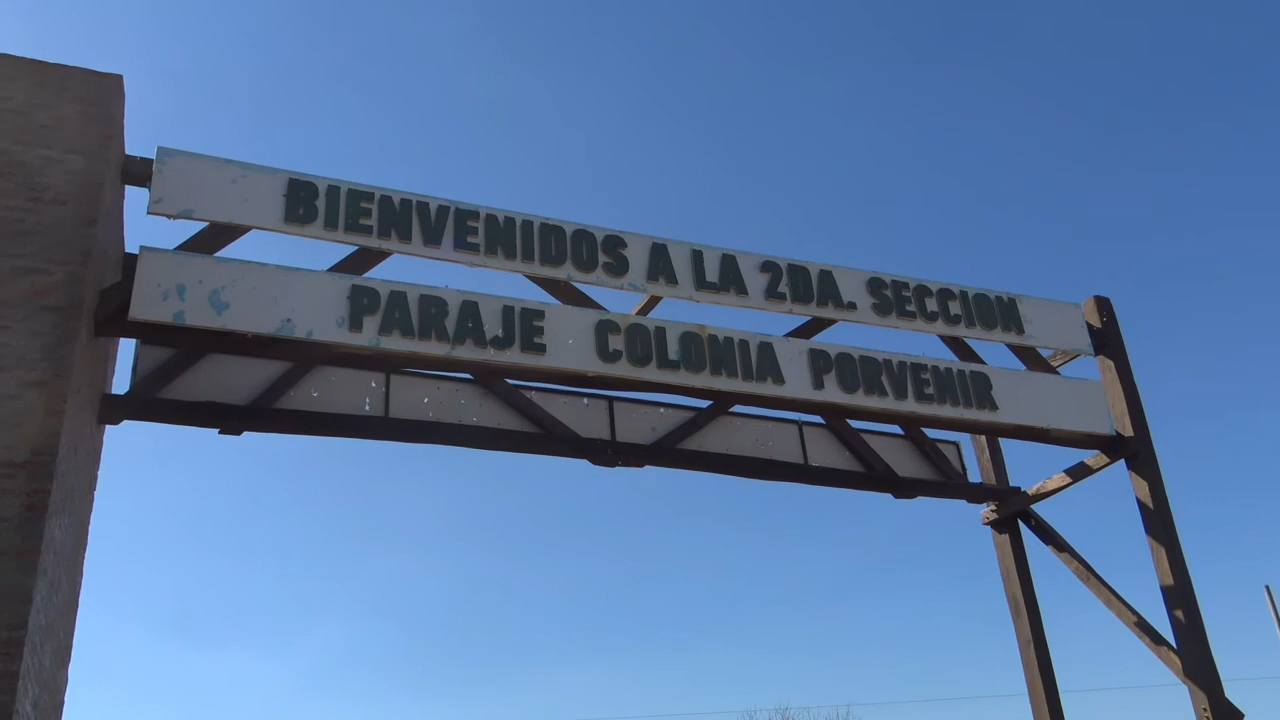 BIENVENIDOS A LA 2DA. SECCION
PARAJE COLONIA PORVENIR